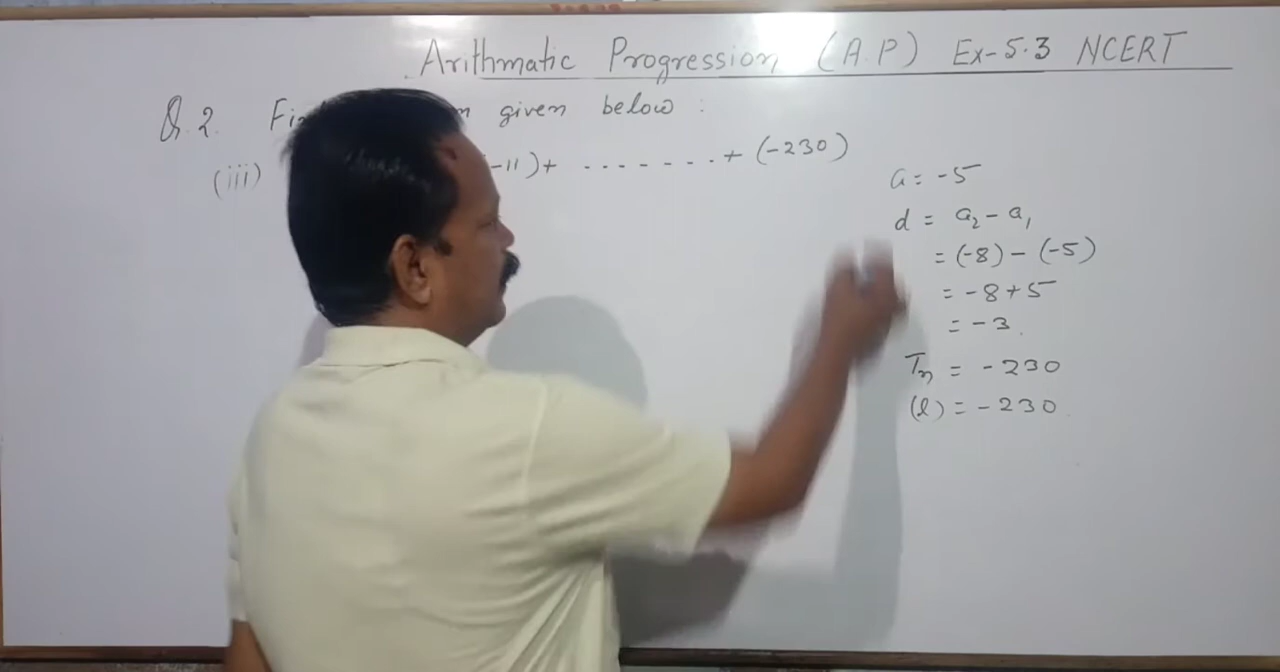 Arithmatic Progression (A.P) Ex-5.3 NCERT
Q.2. given below :
(iii) -11)+ ........+ (-230)
a = -5
d = a₂ - a₁
= (-8) - (-5)
= -8+5
= -3.
Tn = -230
(l) = -230